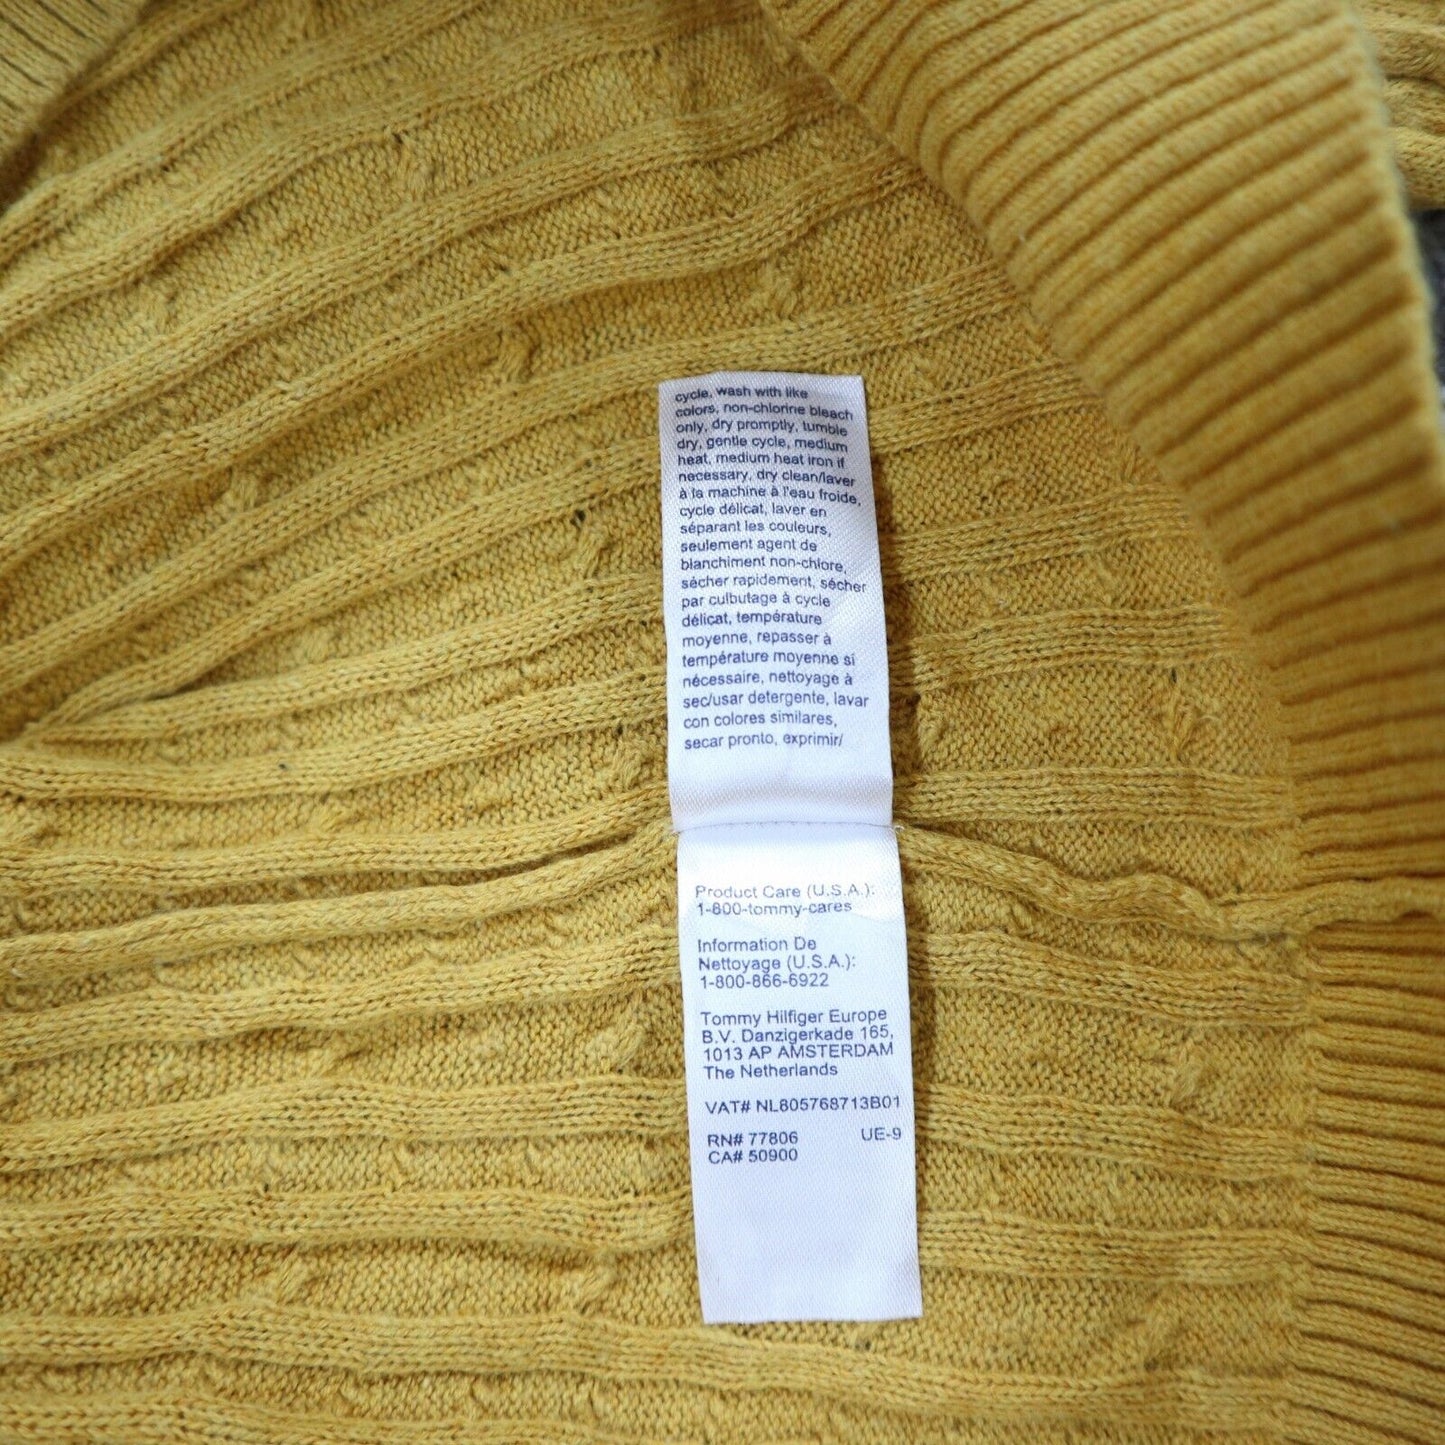 cycle, wash with like
colors, non-chlorine bleach
only, dry promptly, tumble
dry, gentle cycle, medium
heat, medium heat iron if
necessary, dry clean/laver
à la machine à l'eau froide,
cycle délicat, laver en
séparant les couleurs,
seulement agent de
blanchiment non-chlore,
sécher rapidement, sécher
par culbutage à cycle
délicat, température
moyenne, repasser à
température moyenne si
nécessaire, nettoyage à
sec/usar detergente, lavar
con colores similares,
secar pronto, exprimir/
Product Care (U.S.A.):
1-800-tommy-cares
Information De
Nettoyage (U.S.A.):
1-800-866-6922
Tommy Hilfiger Europe
B.V. Danzigerkade 165,
1013 AP AMSTERDAM
The Netherlands
VAT# NL805768713B01
RN# 77806 UE-9
CA# 50900